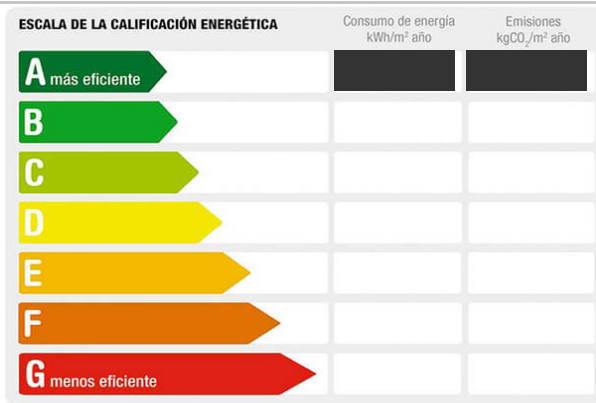 ESCALA DE LA CALIFICACIÓN ENERGÉTICA
Consumo de energía
kWh/m² año
Emisiones
kgCO₂/m² año
A más eficiente
B
C
D
E
F
G menos eficiente